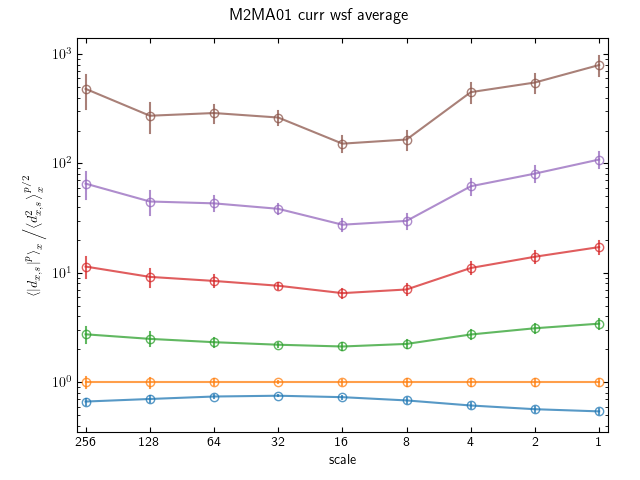 M2MA01 curr wsf average
10³
10²
10¹
10⁰
⟨|d_{x,s}|^p⟩_x / ⟨d²_{x,s}⟩_x^{p/2}
256 128 64 32 16 8 4 2 1
scale